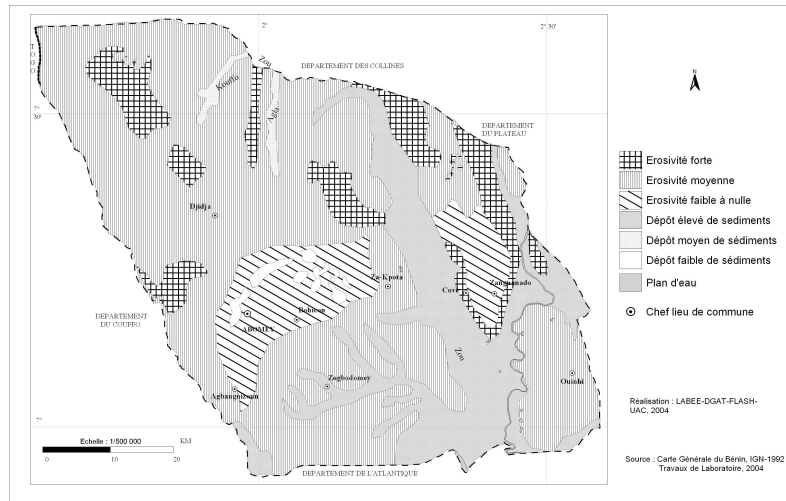 2°
2° 30'
TOGO
Zou
DEPARTEMENT DES COLLINES
N
Kouffo
Agla
7°
30'
DEPARTEMENT
DU PLATEAU
Djidja
Za-Kpota
Cové
Zangnanado
Bohicon
ABOMEY
DEPARTEMENT
DU COUFFO
Zou
Zogbodomey
Ouinhi
Agbangnizoun
7°
Echelle : 1/500 000
KM
0 10 20
DEPARTEMENT DE L'ATLANTIQUE
Erosivité forte
Erosivité moyenne
Erosivité faible à nulle
Dépôt élevé de sediments
Dépôt moyen de sédiments
Dépôt faible de sédiments
Plan d'eau
Chef lieu de commune
Réalisation : LABEE-DGAT-FLASH-
UAC, 2004
Source : Carte Générale du Bénin, IGN-1992
Travaux de Laboratoire, 2004